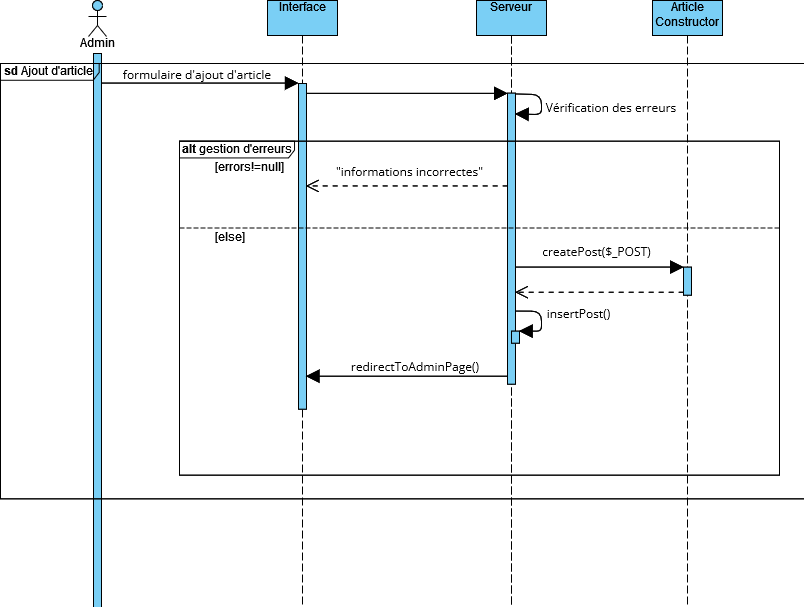 Interface
Serveur
Article
Constructor
Admin
sd Ajout d'article
formulaire d'ajout d'article
Vérification des erreurs
alt gestion d'erreurs
[errors!=null]
"informations incorrectes"
[else]
createPost($_POST)
insertPost()
redirectToAdminPage()